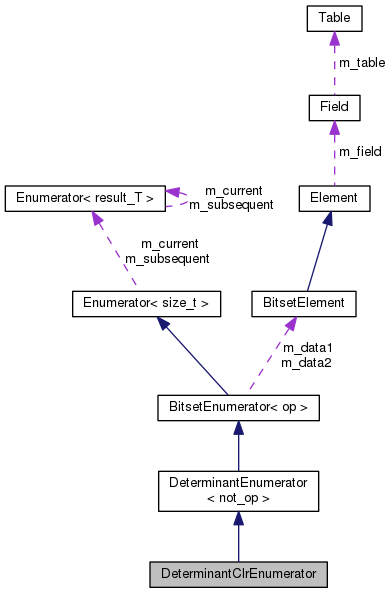 Table
m_table
Field
m_field
Enumerator< result_T >
m_current
m_subsequent
Element
m_current
m_subsequent
Enumerator< size_t >
BitsetElement
m_data1
m_data2
BitsetEnumerator< op >
DeterminantEnumerator
< not_op >
DeterminantClrEnumerator